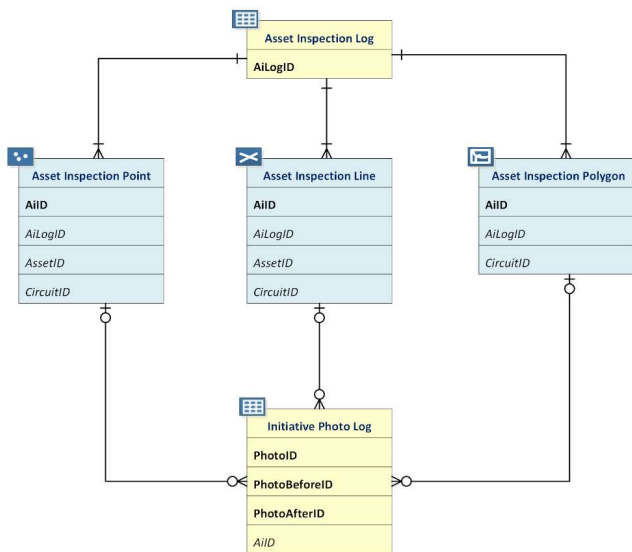 Asset Inspection Log
AiLogID
Asset Inspection Point
AiID
AiLogID
AssetID
CircuitID
Asset Inspection Line
AiID
AiLogID
AssetID
CircuitID
Asset Inspection Polygon
AiID
AiLogID
CircuitID
Initiative Photo Log
PhotoID
PhotoBeforeID
PhotoAfterID
AiID